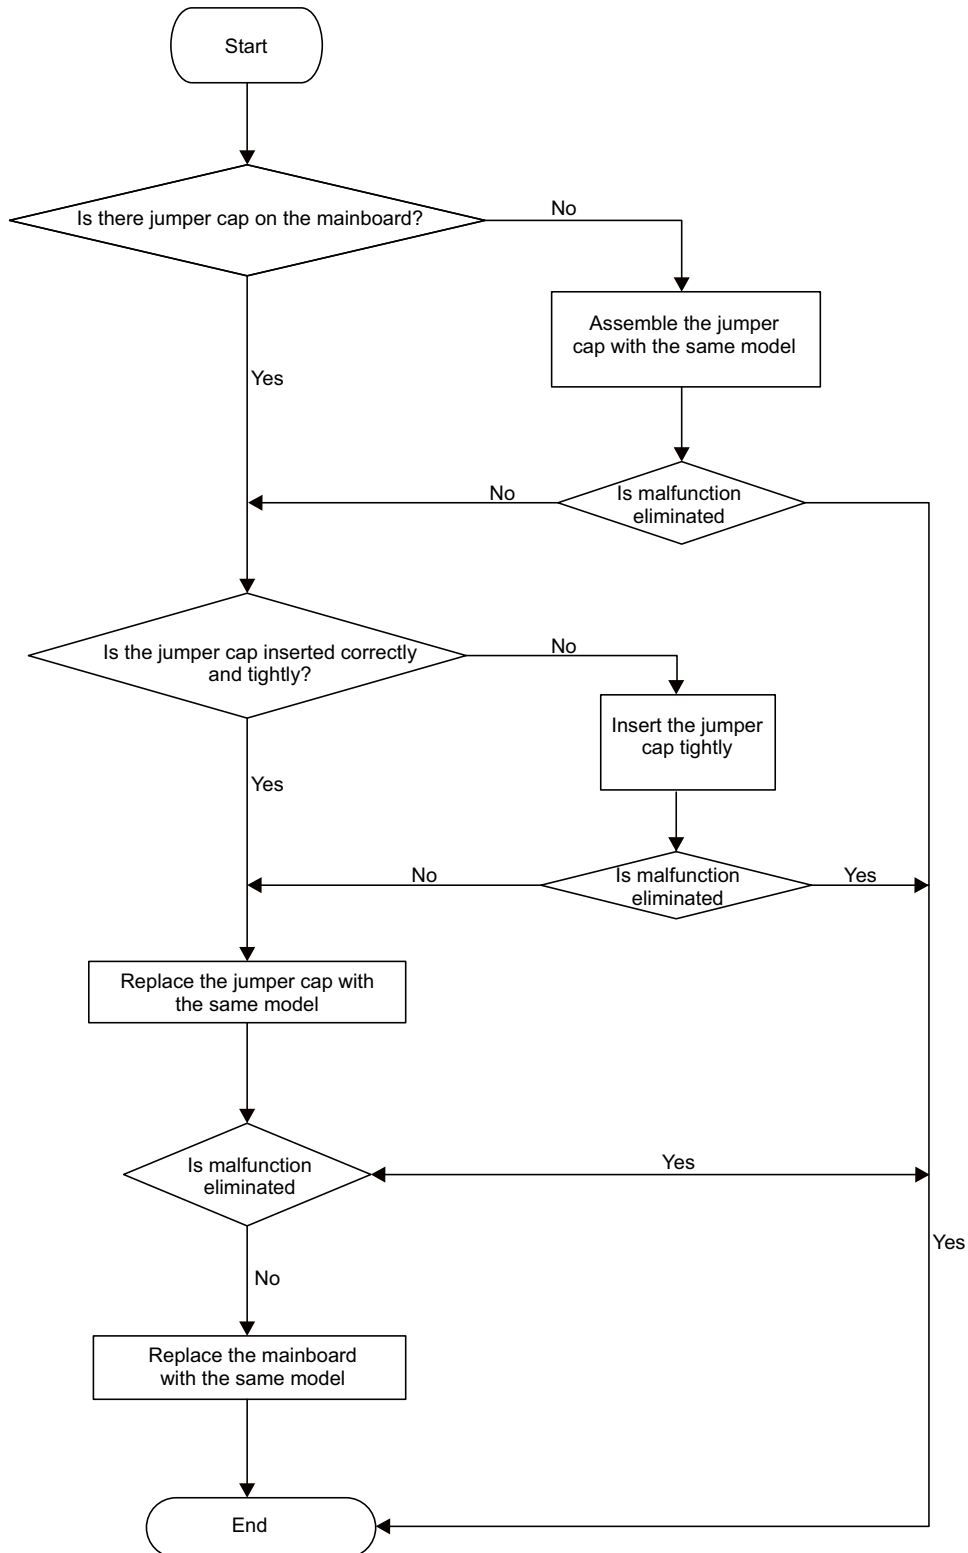 Start
Is there jumper cap on the mainboard?
No
Assemble the jumper
cap with the same model
Yes
No
Is malfunction
eliminated
Is the jumper cap inserted correctly
and tightly?
No
Insert the jumper
cap tightly
Yes
No
Is malfunction
eliminated
Yes
Replace the jumper cap with
the same model
Is malfunction
eliminated
Yes
Yes
No
Replace the mainboard
with the same model
End